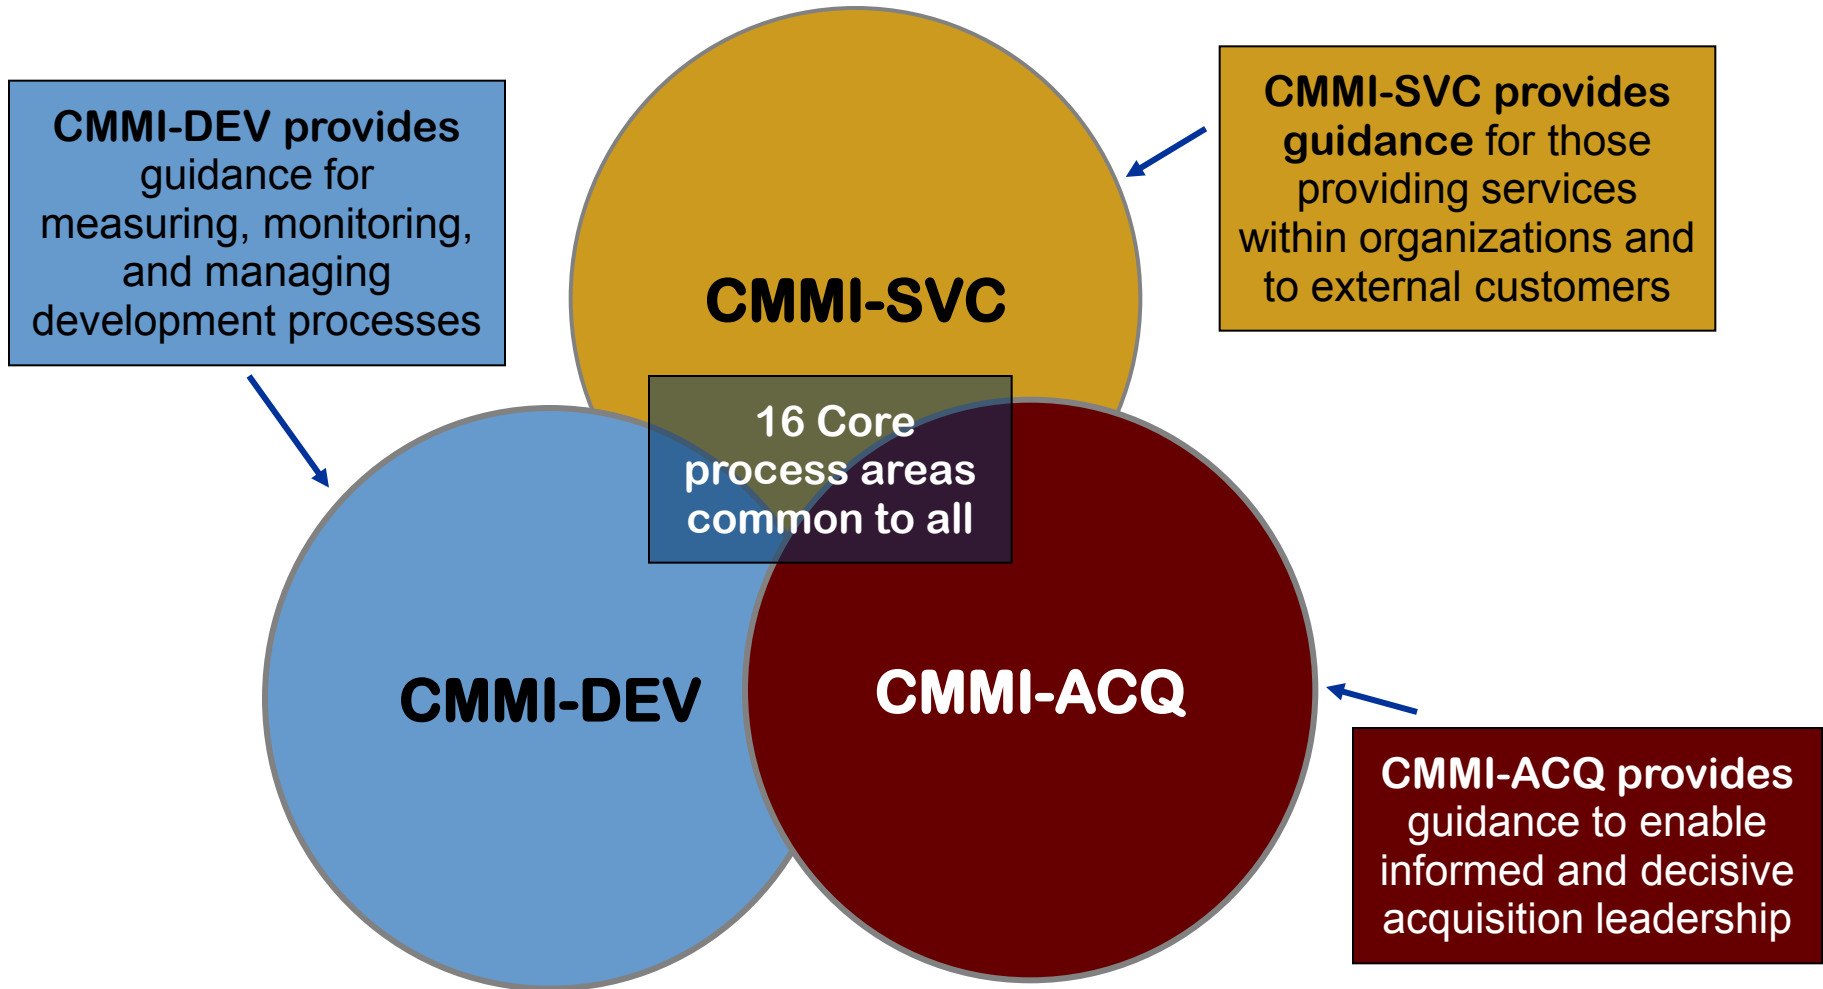 CMMI-DEV provides
guidance for
measuring, monitoring,
and managing
development processes
CMMI-SVC provides
guidance for those
providing services
within organizations and
to external customers
CMMI-SVC
16 Core
process areas
common to all
CMMI-DEV
CMMI-ACQ
CMMI-ACQ provides
guidance to enable
informed and decisive
acquisition leadership